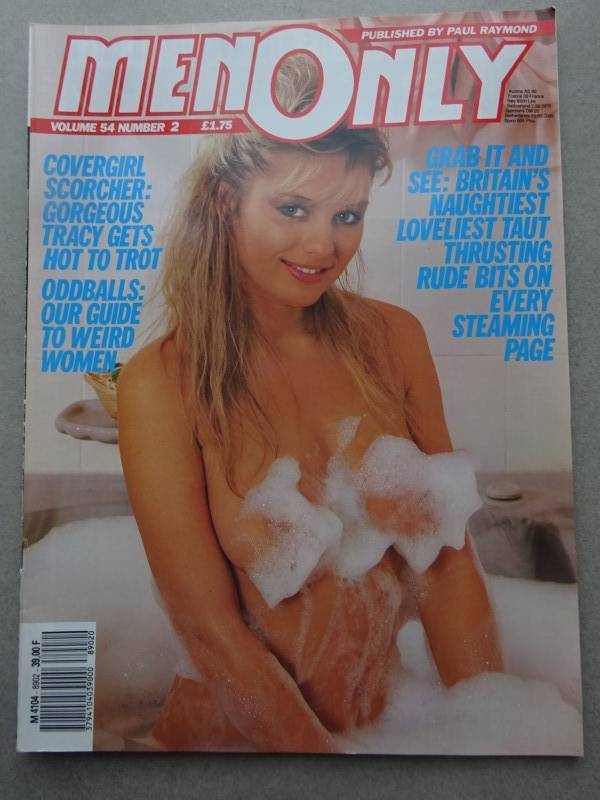 PUBLISHED BY PAUL RAYMOND
MENONLY
VOLUME 54 NUMBER 2 £1.75
COVERGIRL
SCORCHER:
GORGEOUS
TRACY GETS
HOT TO TROT
ODDBALLS:
OUR GUIDE
TO WEIRD
WOMEN
GRAB IT AND
SEE: BRITAIN'S
NAUGHTIEST
LOVELIEST TAUT
THRUSTING
RUDE BITS ON
EVERY
STEAMING
PAGE
M 4104 - 8902 - 39,00 F
3794104039000
89020